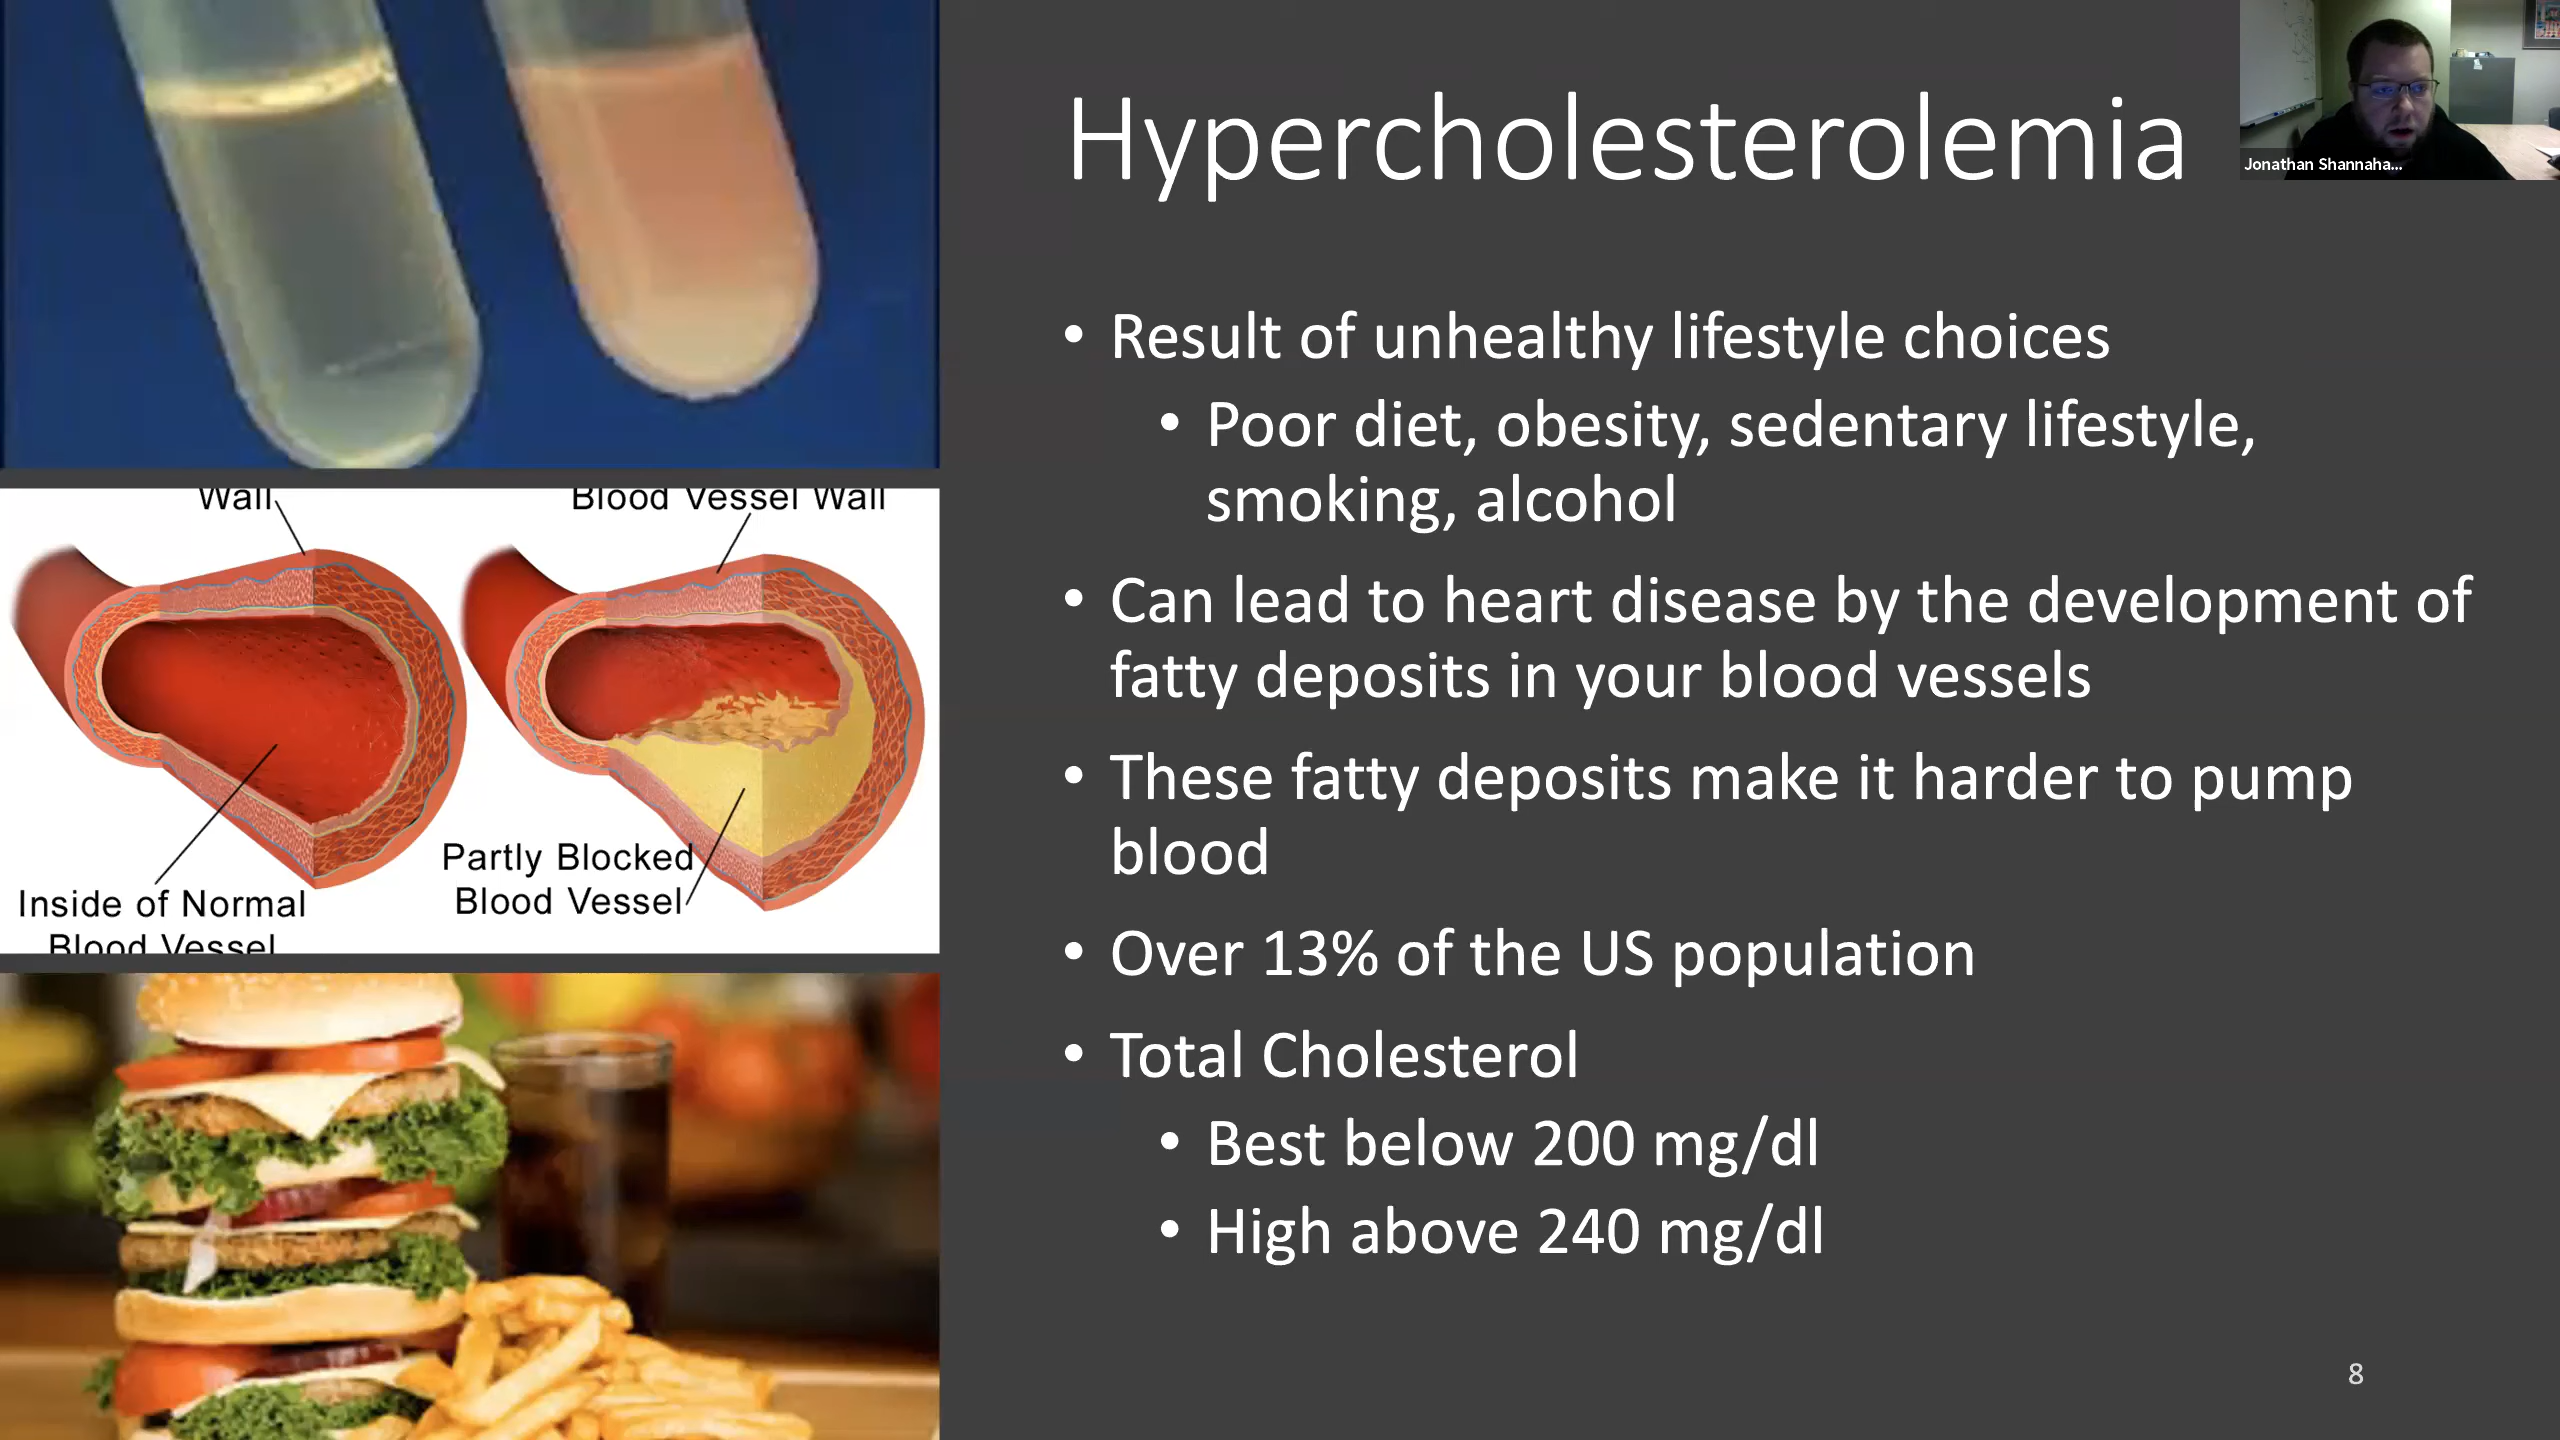 Hypercholesterolemia
Jonathan Shannaha...
• Result of unhealthy lifestyle choices
• Poor diet, obesity, sedentary lifestyle,
smoking, alcohol
• Can lead to heart disease by the development of
fatty deposits in your blood vessels
• These fatty deposits make it harder to pump
blood
• Over 13% of the US population
• Total Cholesterol
• Best below 200 mg/dl
• High above 240 mg/dl
8
Wall
Blood Vessel Wall
Partly Blocked
Blood Vessel
Inside of Normal
Blood Vessel